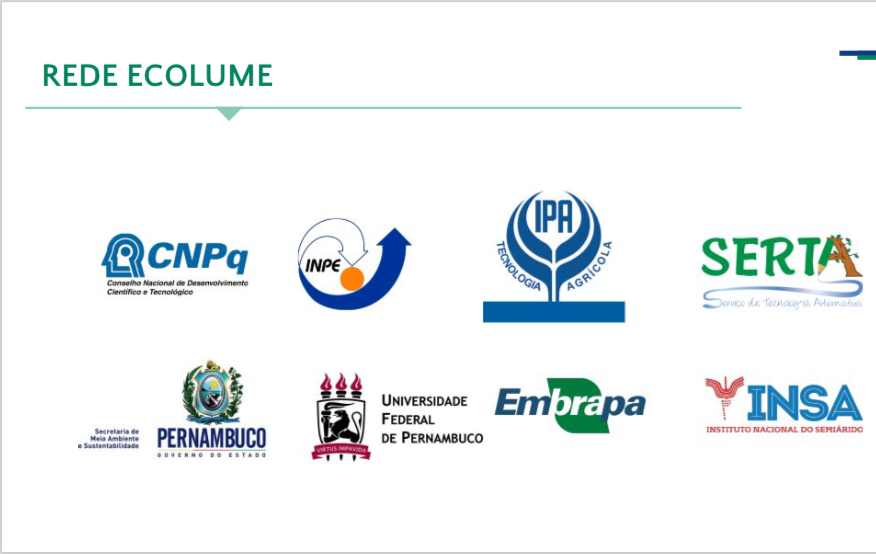 REDE ECOLUME
CNPq
Conselho Nacional de Desenvolvimento
Científico e Tecnológico
INPE
IPA
TECNOLOGIA AGRÍCOLA
SERTA
Serviço de Tecnologia Alternativa
Secretaria de
Meio Ambiente
e Sustentabilidade
PERNAMBUCO
GOVERNO DO ESTADO
VIRTUS IMPAVIDA
UNIVERSIDADE
FEDERAL
DE PERNAMBUCO
Embrapa
INSA
INSTITUTO NACIONAL DO SEMIÁRIDO